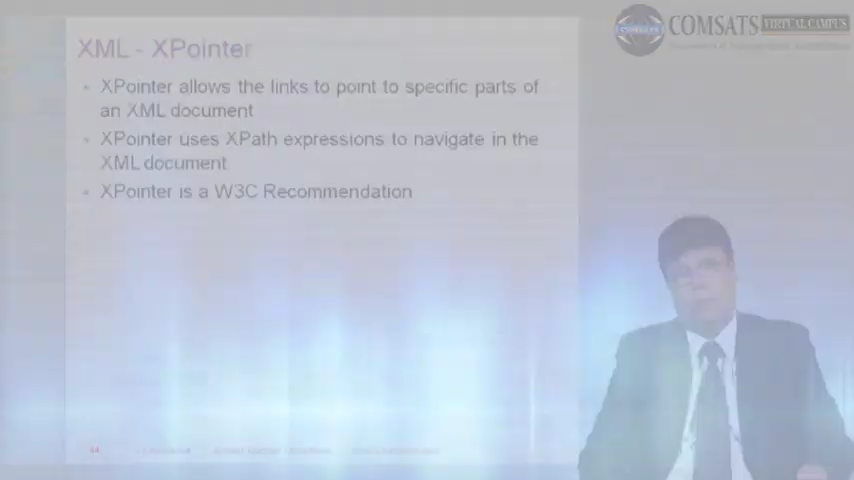 COMSATS VIRTUAL CAMPUS
XML - XPointer
• XPointer allows the links to point to specific parts of
an XML document
• XPointer uses XPath expressions to navigate in the
XML document
• XPointer is a W3C Recommendation